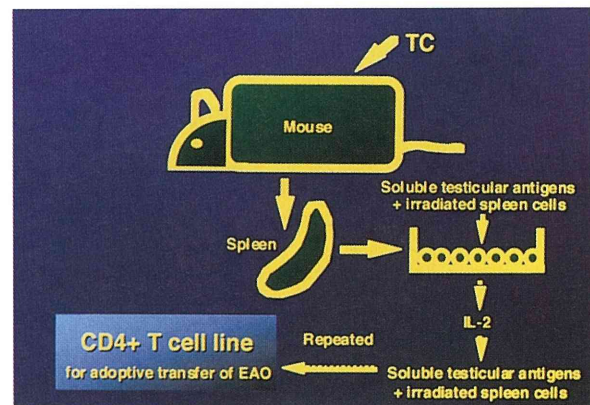 TC
Mouse
Soluble testicular antigens
+ irradiated spleen cells
Spleen
IL-2
CD4+ T cell line
for adoptive transfer of EAO
Repeated
Soluble testicular antigens
+ irradiated spleen cells